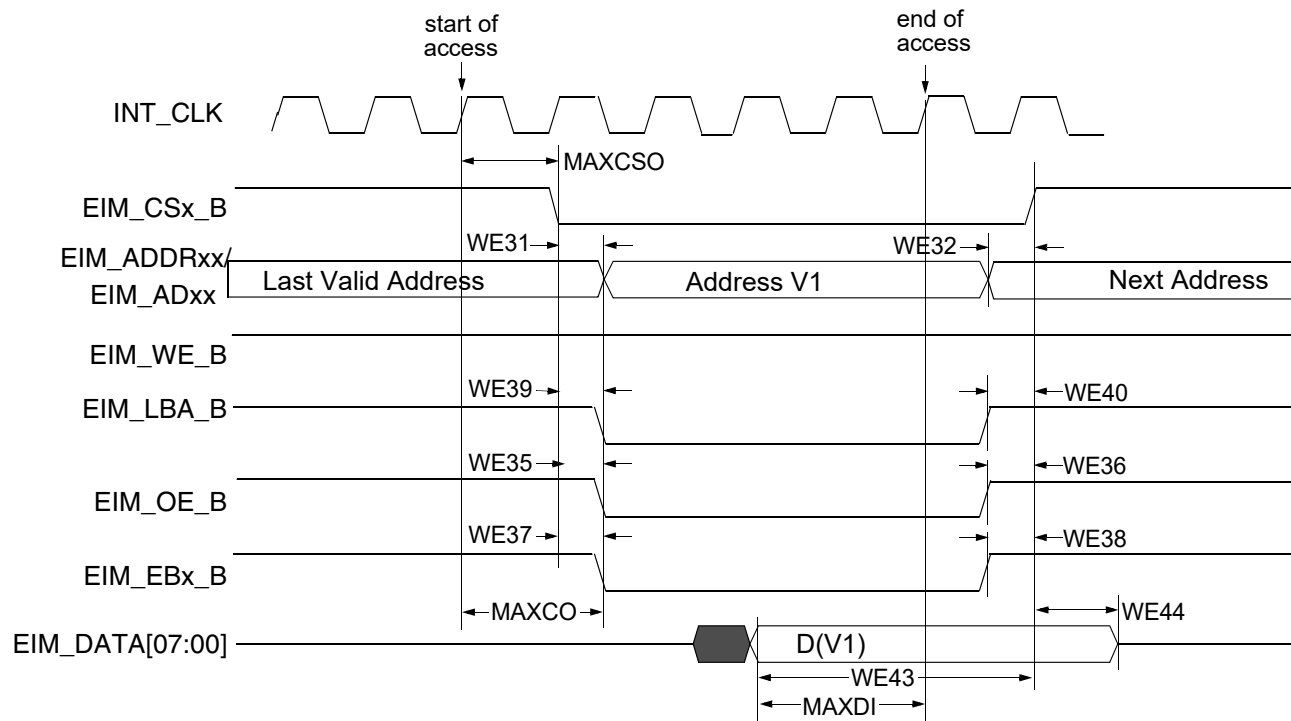 start of
access
end of
access
INT_CLK
MAXCSO
EIM_CSx_B
WE31
WE32
EIM_ADDRxx/
EIM_ADxx
Last Valid Address
Address V1
Next Address
EIM_WE_B
WE39
WE40
EIM_LBA_B
WE35
WE36
EIM_OE_B
WE37
WE38
EIM_EBx_B
MAXCO
WE44
EIM_DATA[07:00]
D(V1)
WE43
MAXDI